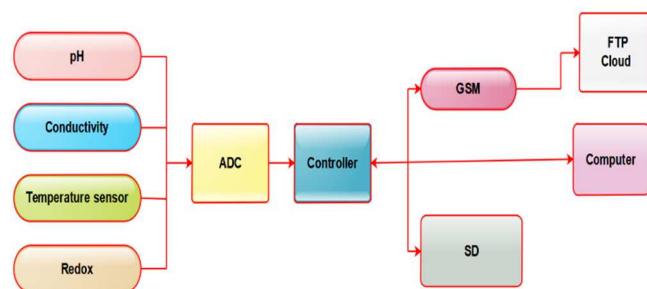 pH
Conductivity
Temperature sensor
Redox
ADC
Controller
GSM
FTP
Cloud
Computer
SD